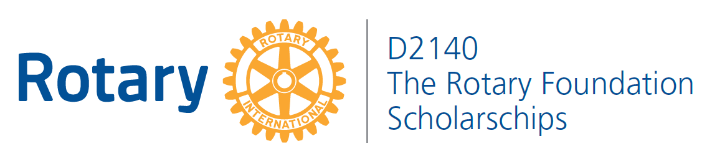 Rotary
ROTARY
INTERNATIONAL
D2140
The Rotary Foundation
Scholarschips